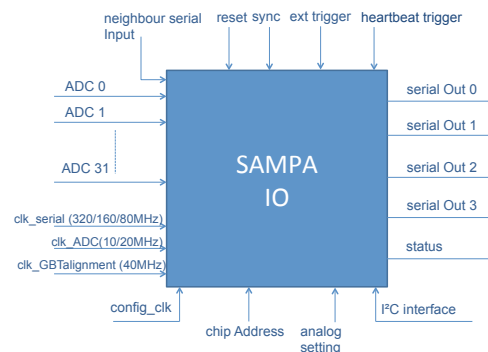 neighbour serial
Input
reset sync ext trigger heartbeat trigger
ADC 0
ADC 1
ADC 31
clk_serial (320/160/80MHz)
clk_ADC(10/20MHz)
clk_GBTalignment (40MHz)
SAMPA
IO
serial Out 0
serial Out 1
serial Out 2
serial Out 3
status
config_clk
chip Address
analog
setting
I²C interface